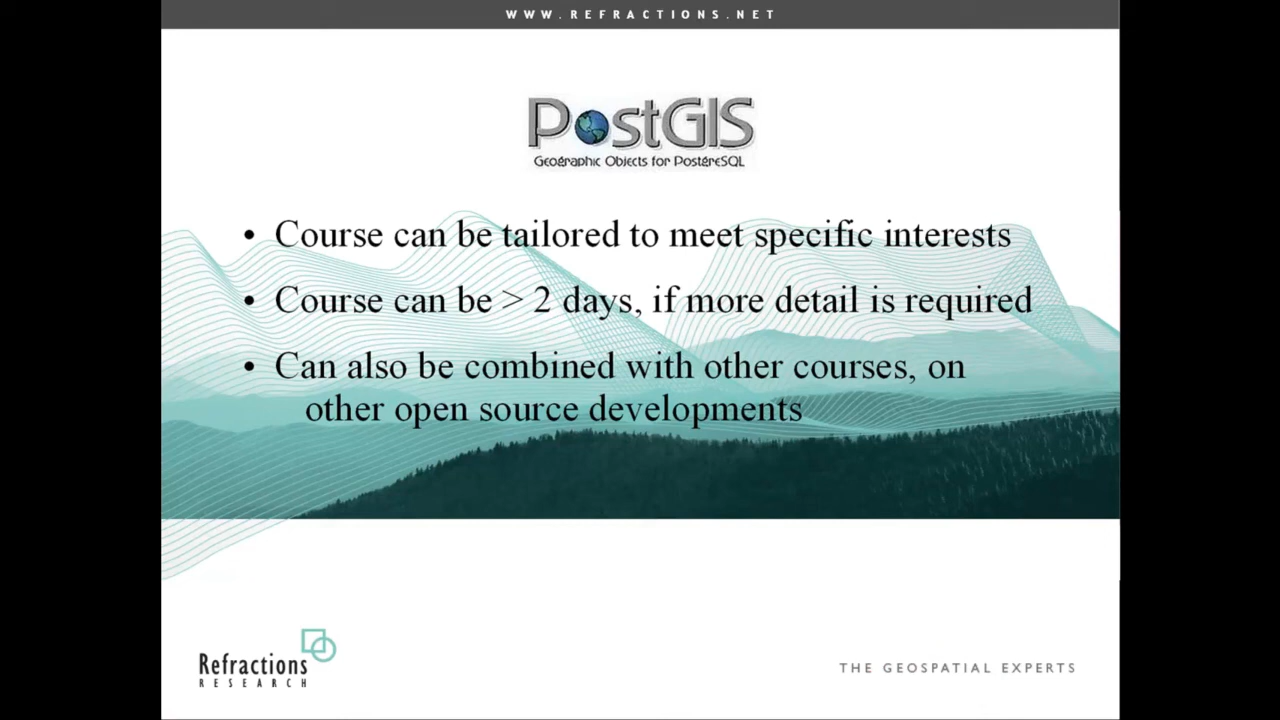 WWW.REFRACTIONS.NET
PostGIS
Geographic Objects for PostgreSQL
• Course can be tailored to meet specific interests
• Course can be > 2 days, if more detail is required
• Can also be combined with other courses, on
other open source developments
Refractions
RESEARCH
THE GEOSPATIAL EXPERTS